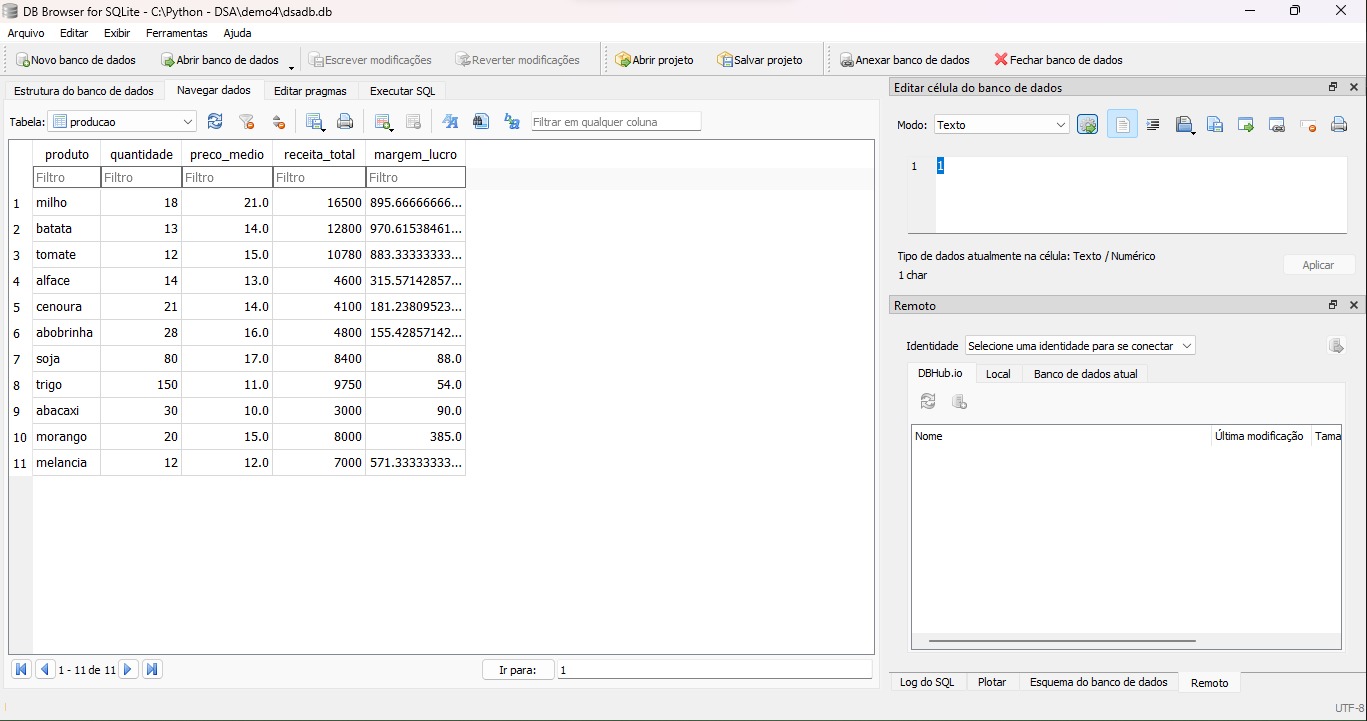 DB Browser for SQLite - C:\Python - DSA\demo4\dsadb.db
Arquivo Editar Exibir Ferramentas Ajuda
Novo banco de dados Abrir banco de dados Escrever modificações Reverter modificações Abrir projeto Salvar projeto Anexar banco de dados Fechar banco de dados
Estrutura do banco de dados Navegar dados Editar pragmas Executar SQL
Tabela: producao Filtrar em qualquer coluna
produto quantidade preco_medio receita_total margem_lucro
Filtro Filtro Filtro Filtro Filtro
1 milho 18 21.0 16500 895.66666666...
2 batata 13 14.0 12800 970.61538461...
3 tomate 12 15.0 10780 883.33333333...
4 alface 14 13.0 4600 315.57142857...
5 cenoura 21 14.0 4100 181.23809523...
6 abobrinha 28 16.0 4800 155.42857142...
7 soja 80 17.0 8400 88.0
8 trigo 150 11.0 9750 54.0
9 abacaxi 30 10.0 3000 90.0
10 morango 20 15.0 8000 385.0
11 melancia 12 12.0 7000 571.33333333...
1 - 11 de 11 Ir para: 1
Editar célula do banco de dados
Modo: Texto
1 1
Tipo de dados atualmente na célula: Texto / Numérico
1 char
Aplicar
Remoto
Identidade Selecione uma identidade para se conectar
DBHub.io Local Banco de dados atual
Nome Última modificação Tama
Log do SQL Plotar Esquema do banco de dados Remoto
UTF-8